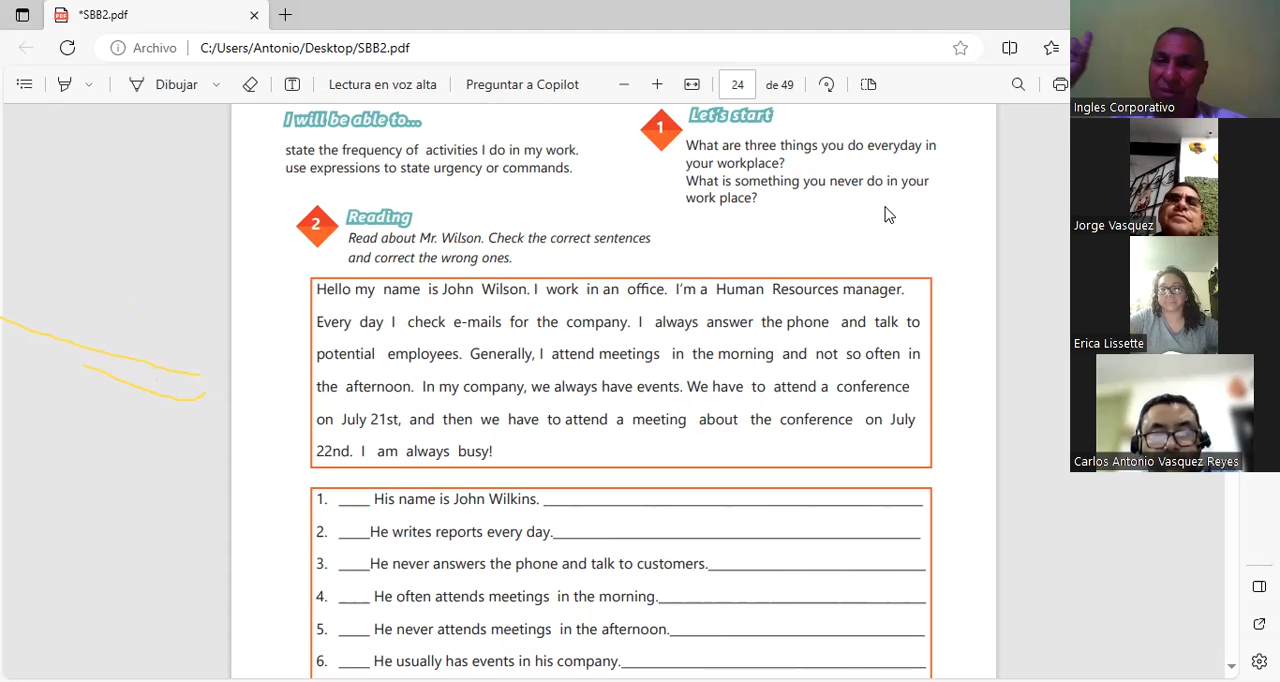 *SBB2.pdf
Archivo C:/Users/Antonio/Desktop/SBB2.pdf
Dibujar Lectura en voz alta Preguntar a Copilot 24 de 49
I will be able to...
state the frequency of activities I do in my work.
use expressions to state urgency or commands.
1 Let's start
What are three things you do everyday in
your workplace?
What is something you never do in your
work place?
2 Reading
Read about Mr. Wilson. Check the correct sentences
and correct the wrong ones.
Hello my name is John Wilson. I work in an office. I'm a Human Resources manager.
Every day I check e-mails for the company. I always answer the phone and talk to
potential employees. Generally, I attend meetings in the morning and not so often in
the afternoon. In my company, we always have events. We have to attend a conference
on July 21st, and then we have to attend a meeting about the conference on July
22nd. I am always busy!
1. ____ His name is John Wilkins. ____
2. ____He writes reports every day.____
3. ____He never answers the phone and talk to customers.____
4. ____ He often attends meetings in the morning.____
5. ____ He never attends meetings in the afternoon.____
6. ____ He usually has events in his company.____
Ingles Corporativo
Jorge Vasquez
Erica Lissette
Carlos Antonio Vasquez Reyes